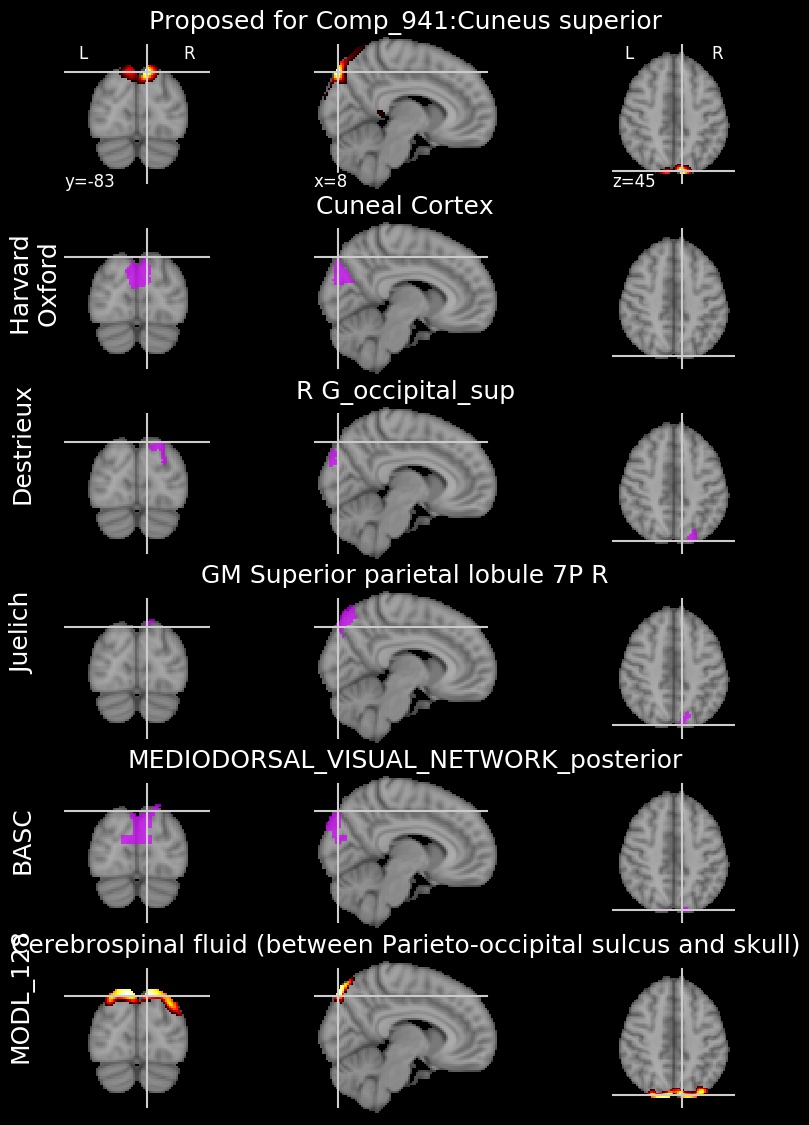 Proposed for Comp_941:Cuneus superior
L R L R
y=-83 x=8 z=45
Cuneal Cortex
Harvard
Oxford
R G_occipital_sup
Destrieux
GM Superior parietal lobule 7P R
Juelich
MEDIODORSAL_VISUAL_NETWORK_posterior
BASC
erebrospinal fluid (between Parieto-occipital sulcus and skull)
MODL_128